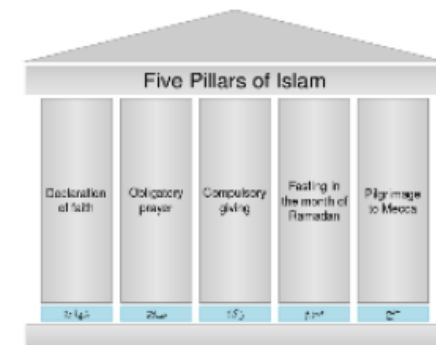 Five Pillars of Islam
Declaration
of faith
Obligatory
prayer
Compulsory
giving
Fasting in
the month of
Ramadan
Pilgrimage
to Mecca